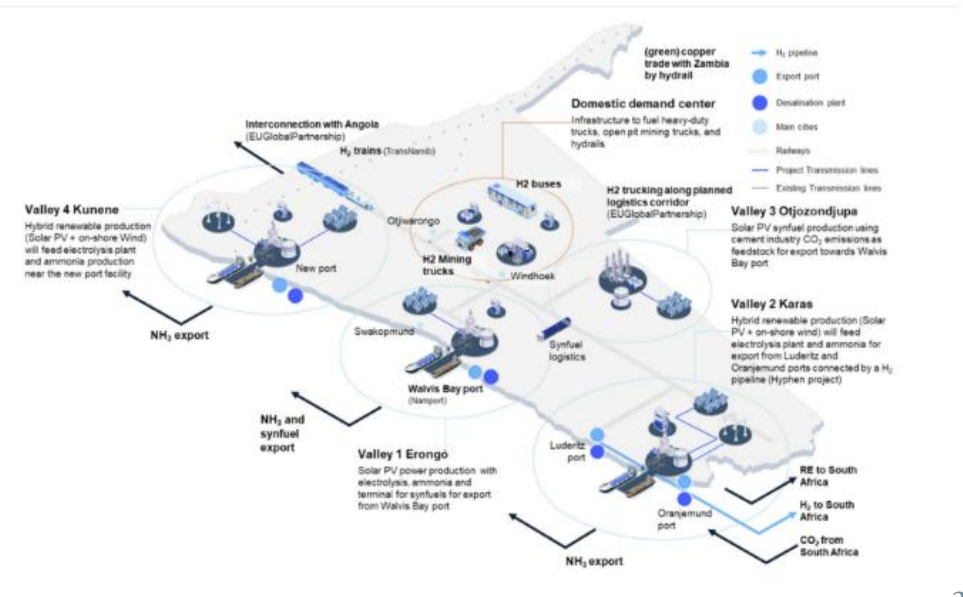 (green) copper
trade with Zambia
by hydrail
H₂ pipeline
Export port
Desalination plant
Main cities
Railways
Project Transmission lines
Existing Transmission lines
Domestic demand center
Infrastructure to fuel heavy-duty
trucks, open pit mining trucks, and
hydrails
Interconnection with Angola
(EUGlobalPartnership)
H₂ trains (TransNamib)
H2 buses
H2 trucking along planned
logistics corridor
(EUGlobalPartnership)
Otjiwarongo
H2 Mining
trucks
Windhoek
Valley 4 Kunene
Hybrid renewable production
(Solar PV + on-shore Wind)
will feed electrolysis plant
and ammonia production
near the new port facility
New port
NH₃ export
Valley 3 Otjozondjupa
Solar PV synfuel production using
cement industry CO₂ emissions as
feedstock for export towards Walvis
Bay port
Valley 2 Karas
Hybrid renewable production (Solar
PV + on-shore wind) will feed
electrolysis plant and ammonia for
export from Luderitz and
Oranjemund ports connected by a H₂
pipeline (Hyphen project)
Swakopmund
Synfuel
logistics
Walvis Bay port
(Namport)
NH₃ and
synfuel
export
Valley 1 Erongo
Solar PV power production with
electrolysis, ammonia and
terminal for synfuels for export
from Walvis Bay port
Luderitz
port
Oranjemund
port
RE to South
Africa
H₂ to South
Africa
CO₂ from
South Africa
NH₃ export